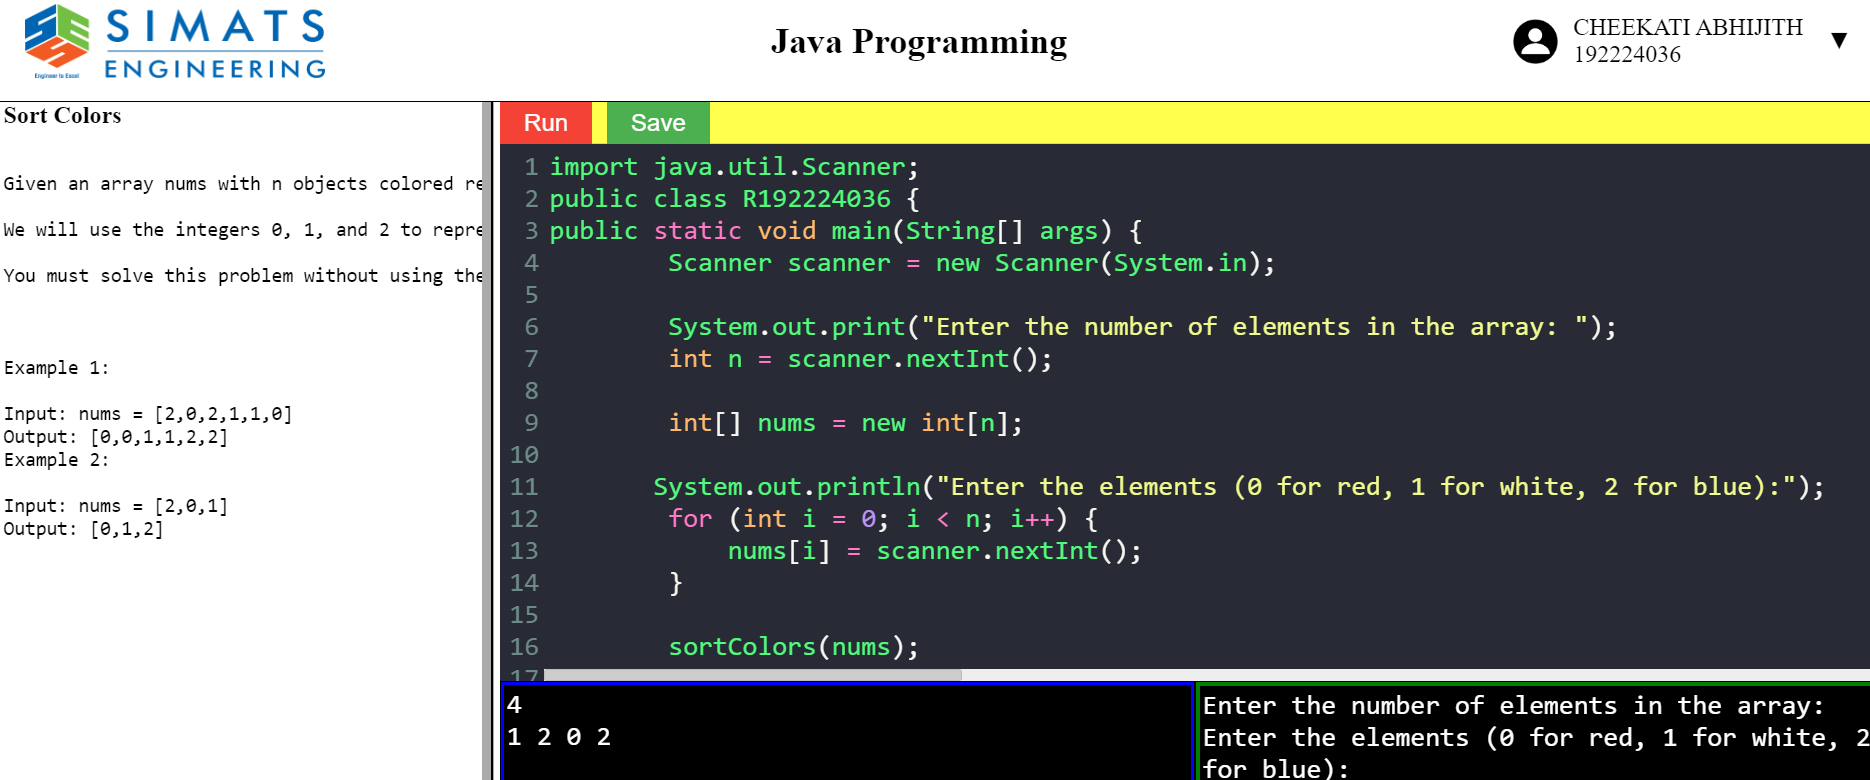 SIMATS
ENGINEERING
Engineer to Excel
Java Programming
CHEEKATI ABHIJITH
192224036
Sort Colors
Given an array nums with n objects colored re
We will use the integers 0, 1, and 2 to repre
You must solve this problem without using the
Example 1:
Input: nums = [2,0,2,1,1,0]
Output: [0,0,1,1,2,2]
Example 2:
Input: nums = [2,0,1]
Output: [0,1,2]
Run Save
1 import java.util.Scanner;
2 public class R192224036 {
3 public static void main(String[] args) {
4 Scanner scanner = new Scanner(System.in);
5
6 System.out.print("Enter the number of elements in the array: ");
7 int n = scanner.nextInt();
8
9 int[] nums = new int[n];
10
11 System.out.println("Enter the elements (0 for red, 1 for white, 2 for blue):");
12 for (int i = 0; i < n; i++) {
13 nums[i] = scanner.nextInt();
14 }
15
16 sortColors(nums);
17
4
1 2 0 2
Enter the number of elements in the array:
Enter the elements (0 for red, 1 for white, 2
for blue):